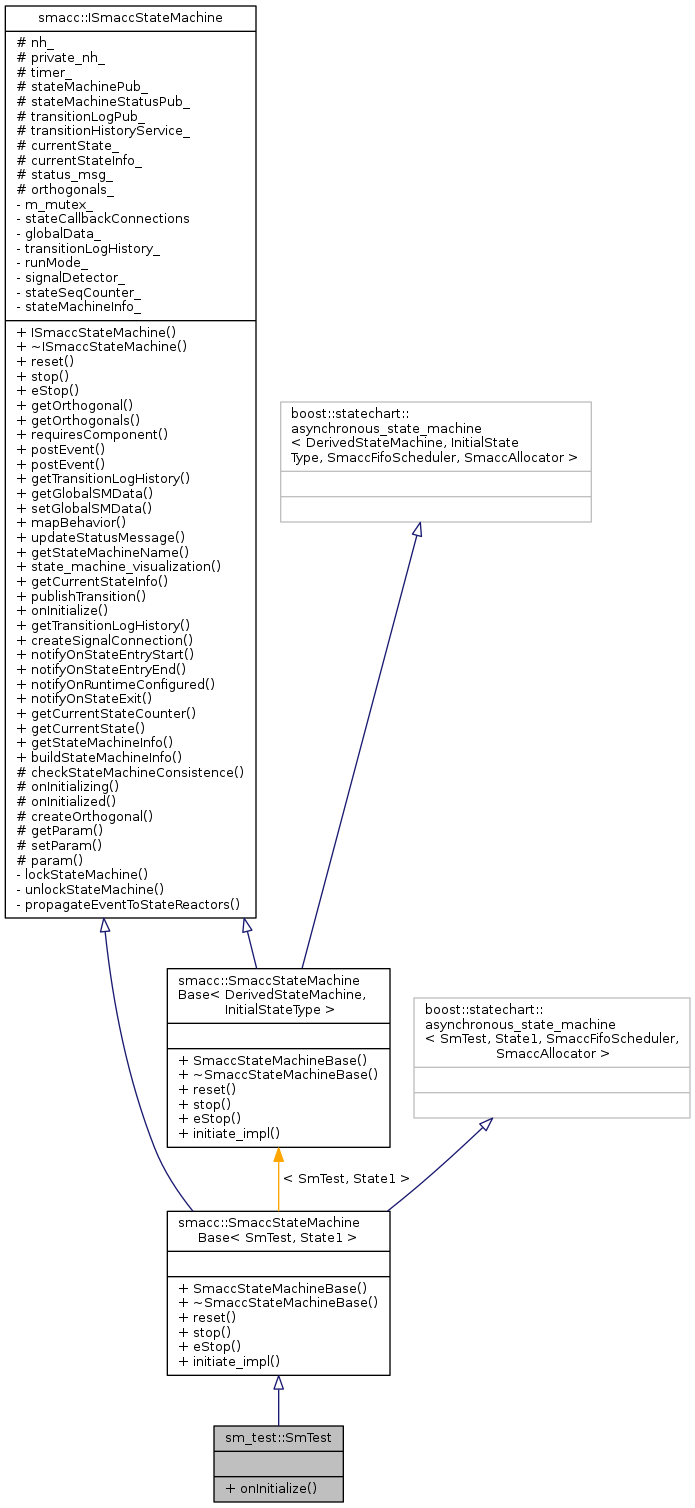 smacc::ISmaccStateMachine
# nh_
# private_nh_
# timer_
# stateMachinePub_
# stateMachineStatusPub_
# transitionLogPub_
# transitionHistoryService_
# currentState_
# currentStateInfo_
# status_msg_
# orthogonals_
- m_mutex_
- stateCallbackConnections
- globalData_
- transitionLogHistory_
- runMode_
- signalDetector_
- stateSeqCounter_
- stateMachineInfo_
+ ISmaccStateMachine()
+ ~ISmaccStateMachine()
+ reset()
+ stop()
+ eStop()
+ getOrthogonal()
+ getOrthogonals()
+ requiresComponent()
+ postEvent()
+ postEvent()
+ getTransitionLogHistory()
+ getGlobalSMData()
+ setGlobalSMData()
+ mapBehavior()
+ updateStatusMessage()
+ getStateMachineName()
+ state_machine_visualization()
+ getCurrentStateInfo()
+ publishTransition()
+ onInitialize()
+ getTransitionLogHistory()
+ createSignalConnection()
+ notifyOnStateEntryStart()
+ notifyOnStateEntryEnd()
+ notifyOnRuntimeConfigured()
+ notifyOnStateExit()
+ getCurrentStateCounter()
+ getCurrentState()
+ getStateMachineInfo()
+ buildStateMachineInfo()
# checkStateMachineConsistence()
# onInitializing()
# onInitialized()
# createOrthogonal()
# getParam()
# setParam()
# param()
- lockStateMachine()
- unlockStateMachine()
- propagateEventToStateReactors()
boost::statechart::
asynchronous_state_machine
< DerivedStateMachine, InitialState
Type, SmaccFifoScheduler, SmaccAllocator >
smacc::SmaccStateMachine
Base< DerivedStateMachine,
InitialStateType >
+ SmaccStateMachineBase()
+ ~SmaccStateMachineBase()
+ reset()
+ stop()
+ eStop()
+ initiate_impl()
boost::statechart::
asynchronous_state_machine
< SmTest, State1, SmaccFifoScheduler,
SmaccAllocator >
< SmTest, State1 >
smacc::SmaccStateMachine
Base< SmTest, State1 >
+ SmaccStateMachineBase()
+ ~SmaccStateMachineBase()
+ reset()
+ stop()
+ eStop()
+ initiate_impl()
sm_test::SmTest
+ onInitialize()